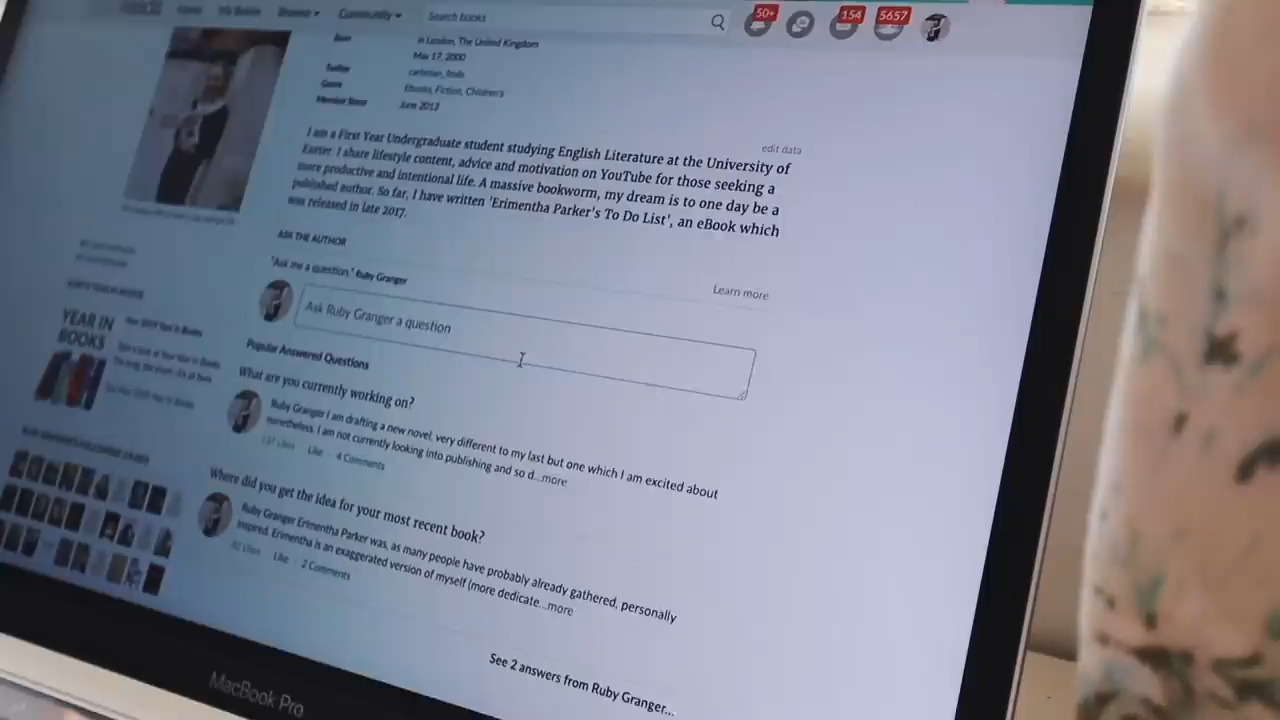 Home My Books Browse Community Search books 50+ 154 5657
in London, The United Kingdom
May 17, 2000
Twitter
Genre Ebooks, Fiction, Children's
Member Since June 2013
edit data
I am a First Year Undergraduate student studying English Literature at the University of
Exeter. I share lifestyle content, advice and motivation on YouTube for those seeking a
more productive and intentional life. A massive bookworm, my dream is to one day be a
published author. So far, I have written 'Erimentha Parker's To Do List', an eBook which
was released in late 2017.
ASK THE AUTHOR
"Ask me a question." Ruby Granger
Learn more
Ask Ruby Granger a question
Popular Answered Questions
What are you currently working on?
Ruby Granger I am drafting a new novel, very different to my last but one which I am excited about
nonetheless. I am not currently looking into publishing and so d...more
137 Likes · Like · 4 Comments
Where did you get the idea for your most recent book?
Ruby Granger Erimentha Parker was, as many people have probably already gathered, personally
inspired. Erimentha is an exaggerated version of myself (more dedicate...more
Likes · Like · 2 Comments
See 2 answers from Ruby Granger...
YEAR IN
BOOKS
MacBook Pro